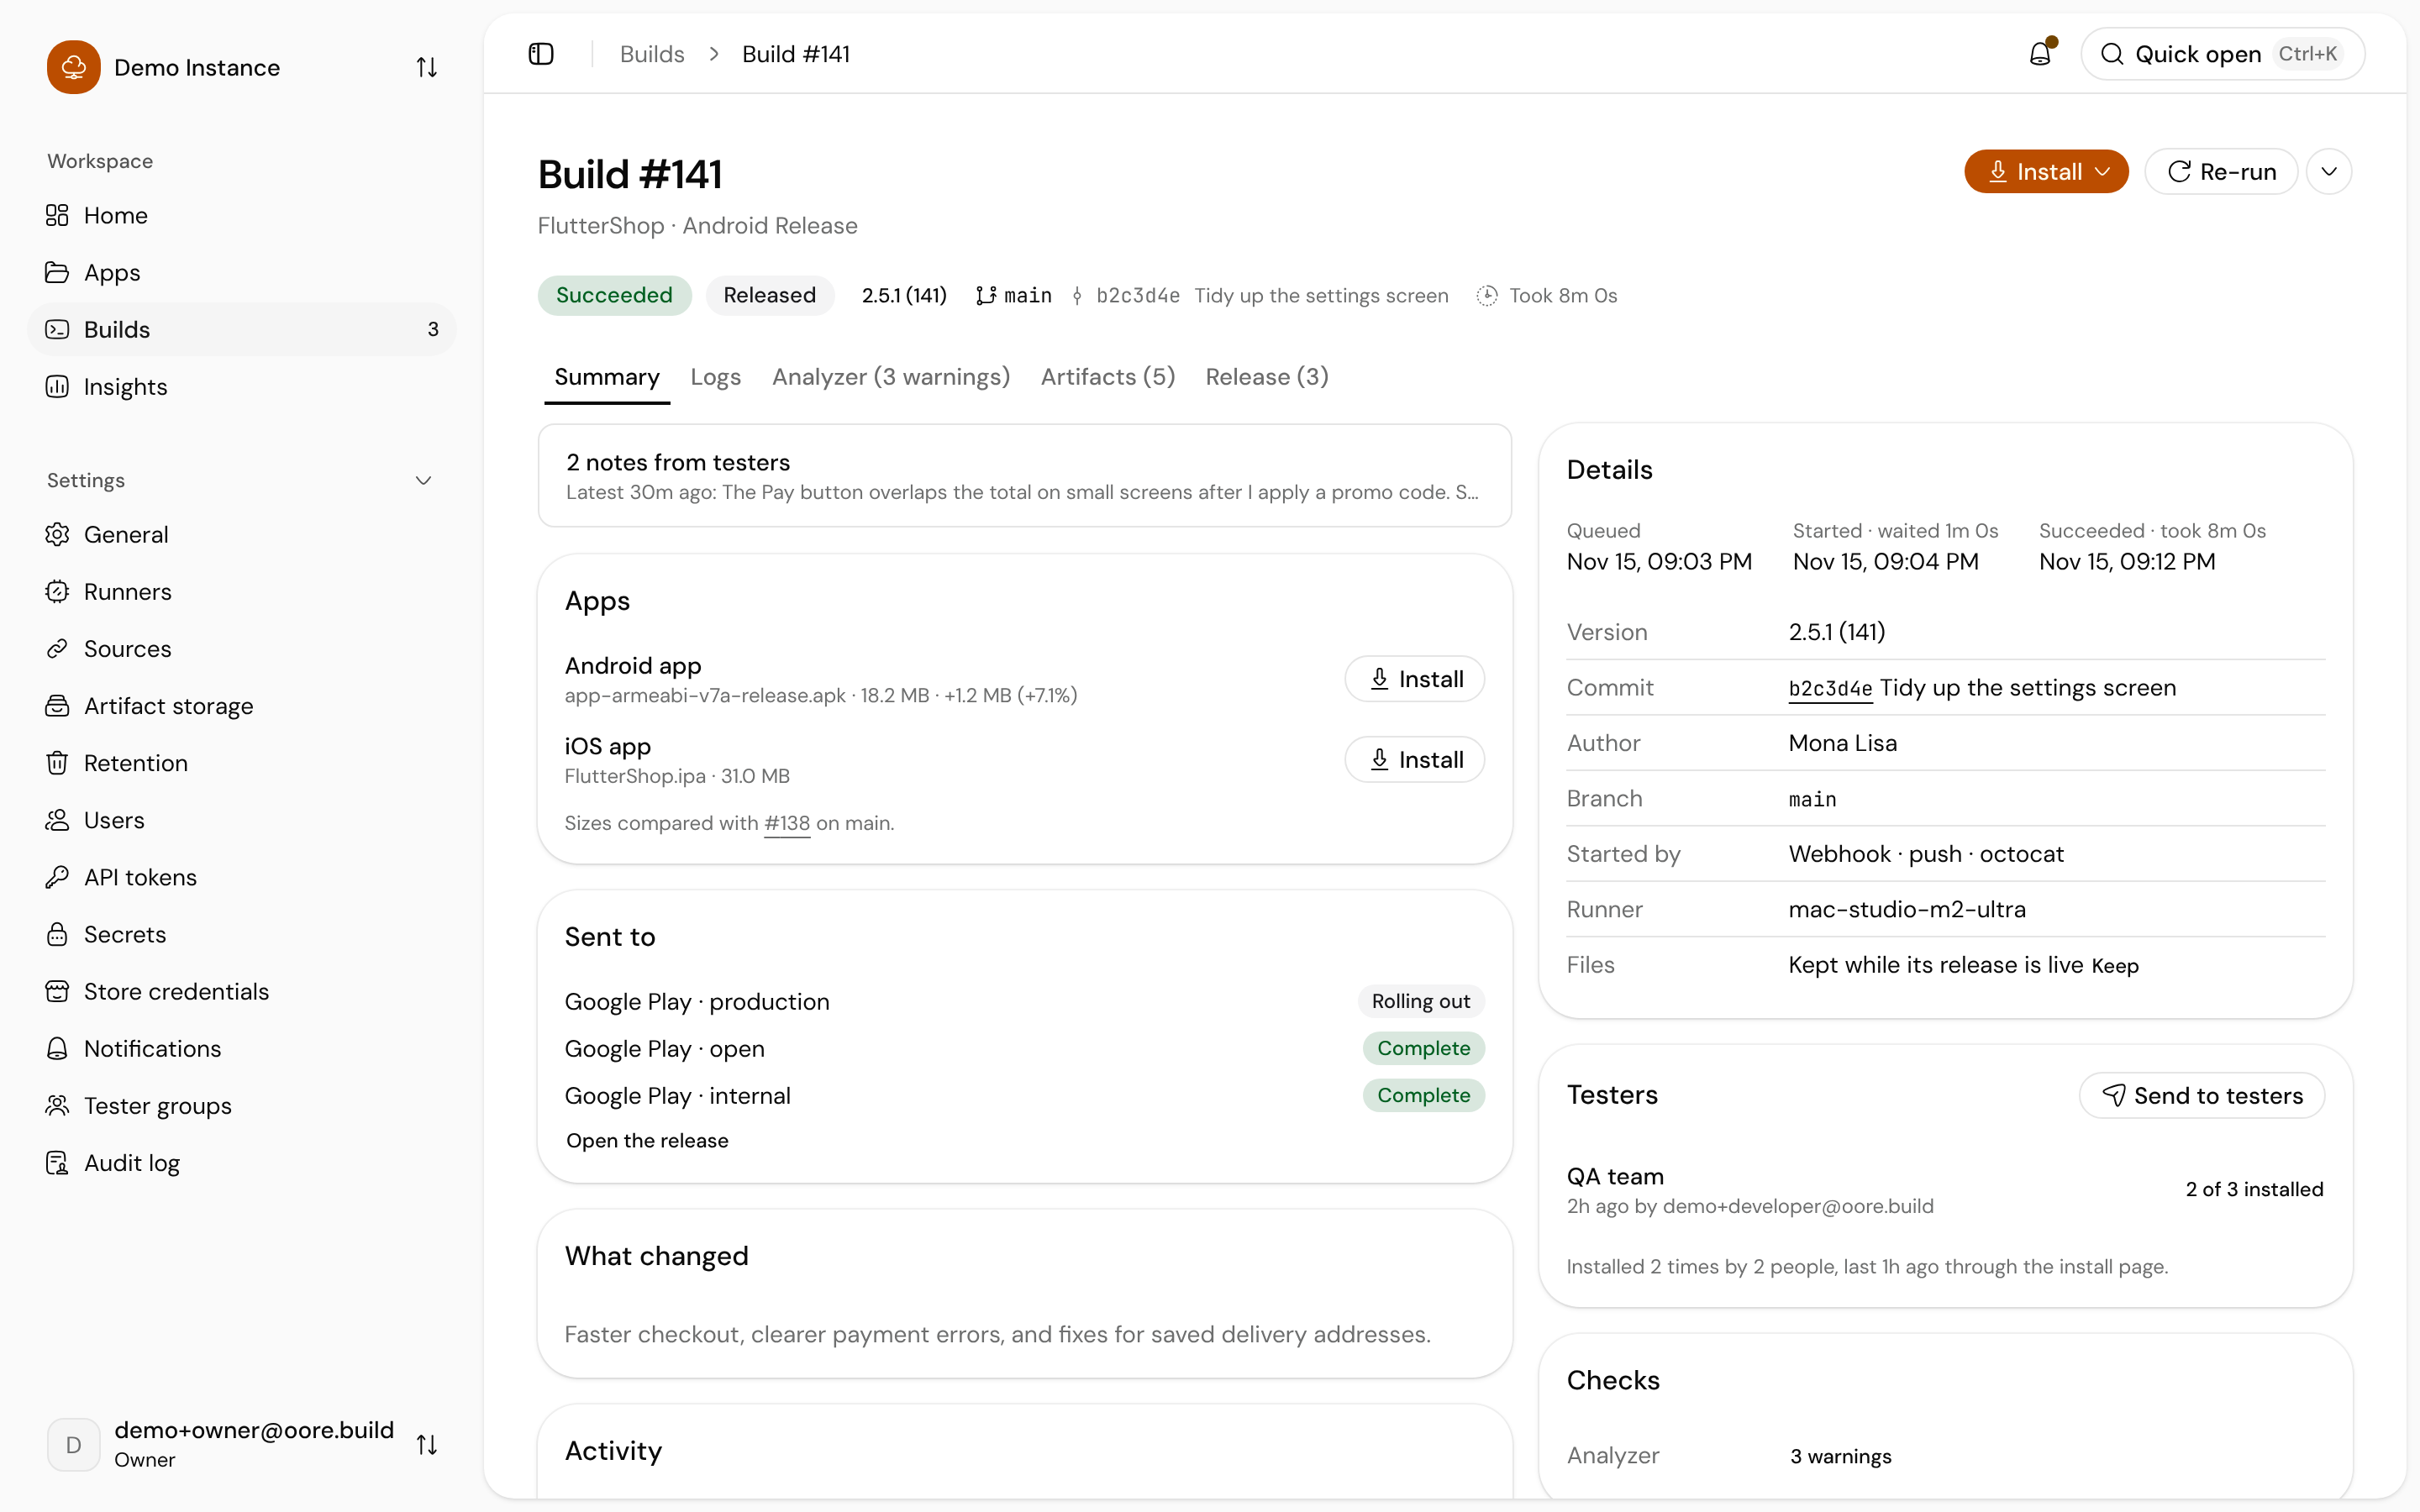 Demo Instance
Workspace
Home
Apps
Builds 3
Insights
Settings
General
Runners
Sources
Artifact storage
Retention
Users
API tokens
Secrets
Store credentials
Notifications
Tester groups
Audit log
D
demo+owner@oore.build
Owner
Builds > Build #141
Quick open Ctrl+K
Build #141
FlutterShop · Android Release
Install
Re-run
Succeeded Released 2.5.1 (141) main b2c3d4e Tidy up the settings screen Took 8m 0s
Summary Logs Analyzer (3 warnings) Artifacts (5) Release (3)
2 notes from testers
Latest 30m ago: The Pay button overlaps the total on small screens after I apply a promo code. S...
Apps
Android app
app-armeabi-v7a-release.apk · 18.2 MB · +1.2 MB (+7.1%)
Install
iOS app
FlutterShop.ipa · 31.0 MB
Install
Sizes compared with #138 on main.
Sent to
Google Play · production Rolling out
Google Play · open Complete
Google Play · internal Complete
Open the release
What changed
Faster checkout, clearer payment errors, and fixes for saved delivery addresses.
Activity
Details
Queued Started · waited 1m 0s Succeeded · took 8m 0s
Nov 15, 09:03 PM Nov 15, 09:04 PM Nov 15, 09:12 PM
Version 2.5.1 (141)
Commit b2c3d4e Tidy up the settings screen
Author Mona Lisa
Branch main
Started by Webhook · push · octocat
Runner mac-studio-m2-ultra
Files Kept while its release is live Keep
Testers
Send to testers
QA team
2h ago by demo+developer@oore.build
2 of 3 installed
Installed 2 times by 2 people, last 1h ago through the install page.
Checks
Analyzer 3 warnings